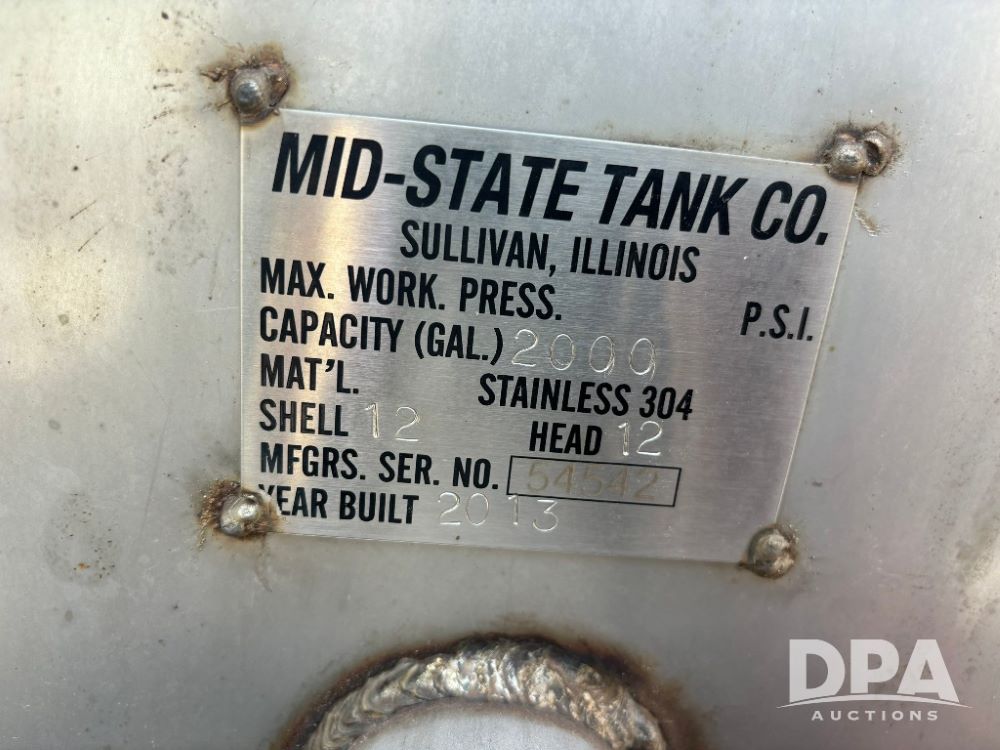 MID-STATE TANK CO.
SULLIVAN, ILLINOIS
MAX. WORK. PRESS. P.S.I.
CAPACITY (GAL.) 2000
MAT'L. STAINLESS 304
SHELL 12 HEAD 12
MFGRS. SER. NO. 54542
YEAR BUILT 2013
DPA
AUCTIONS